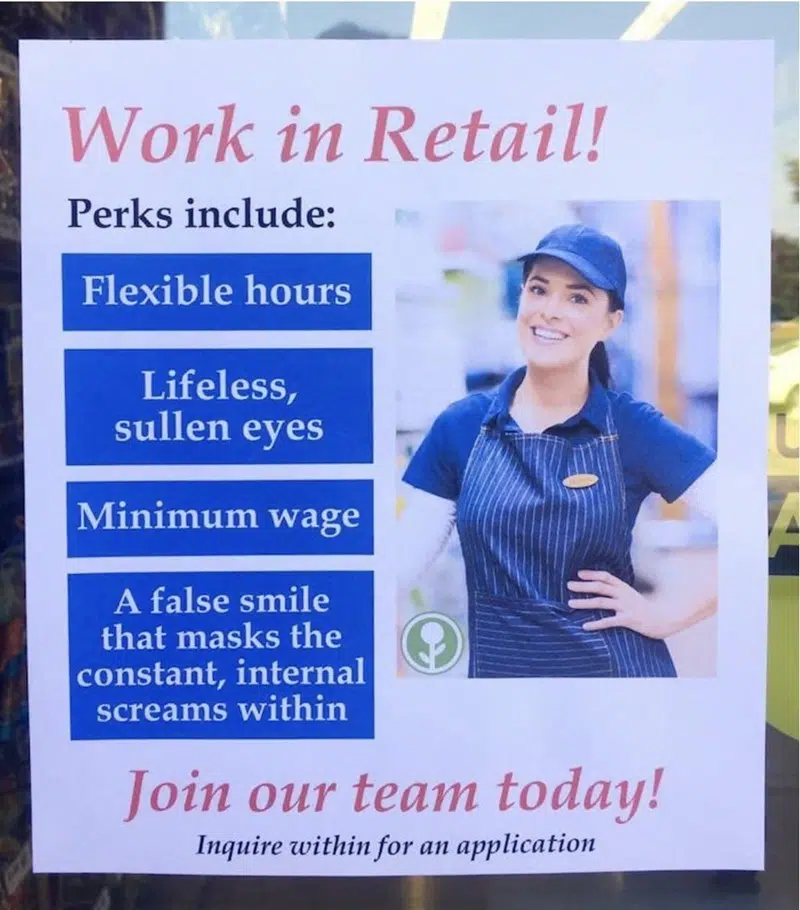 Work in Retail!
Perks include:
Flexible hours
Lifeless,
sullen eyes
Minimum wage
A false smile
that masks the
constant, internal
screams within
Join our team today!
Inquire within for an application